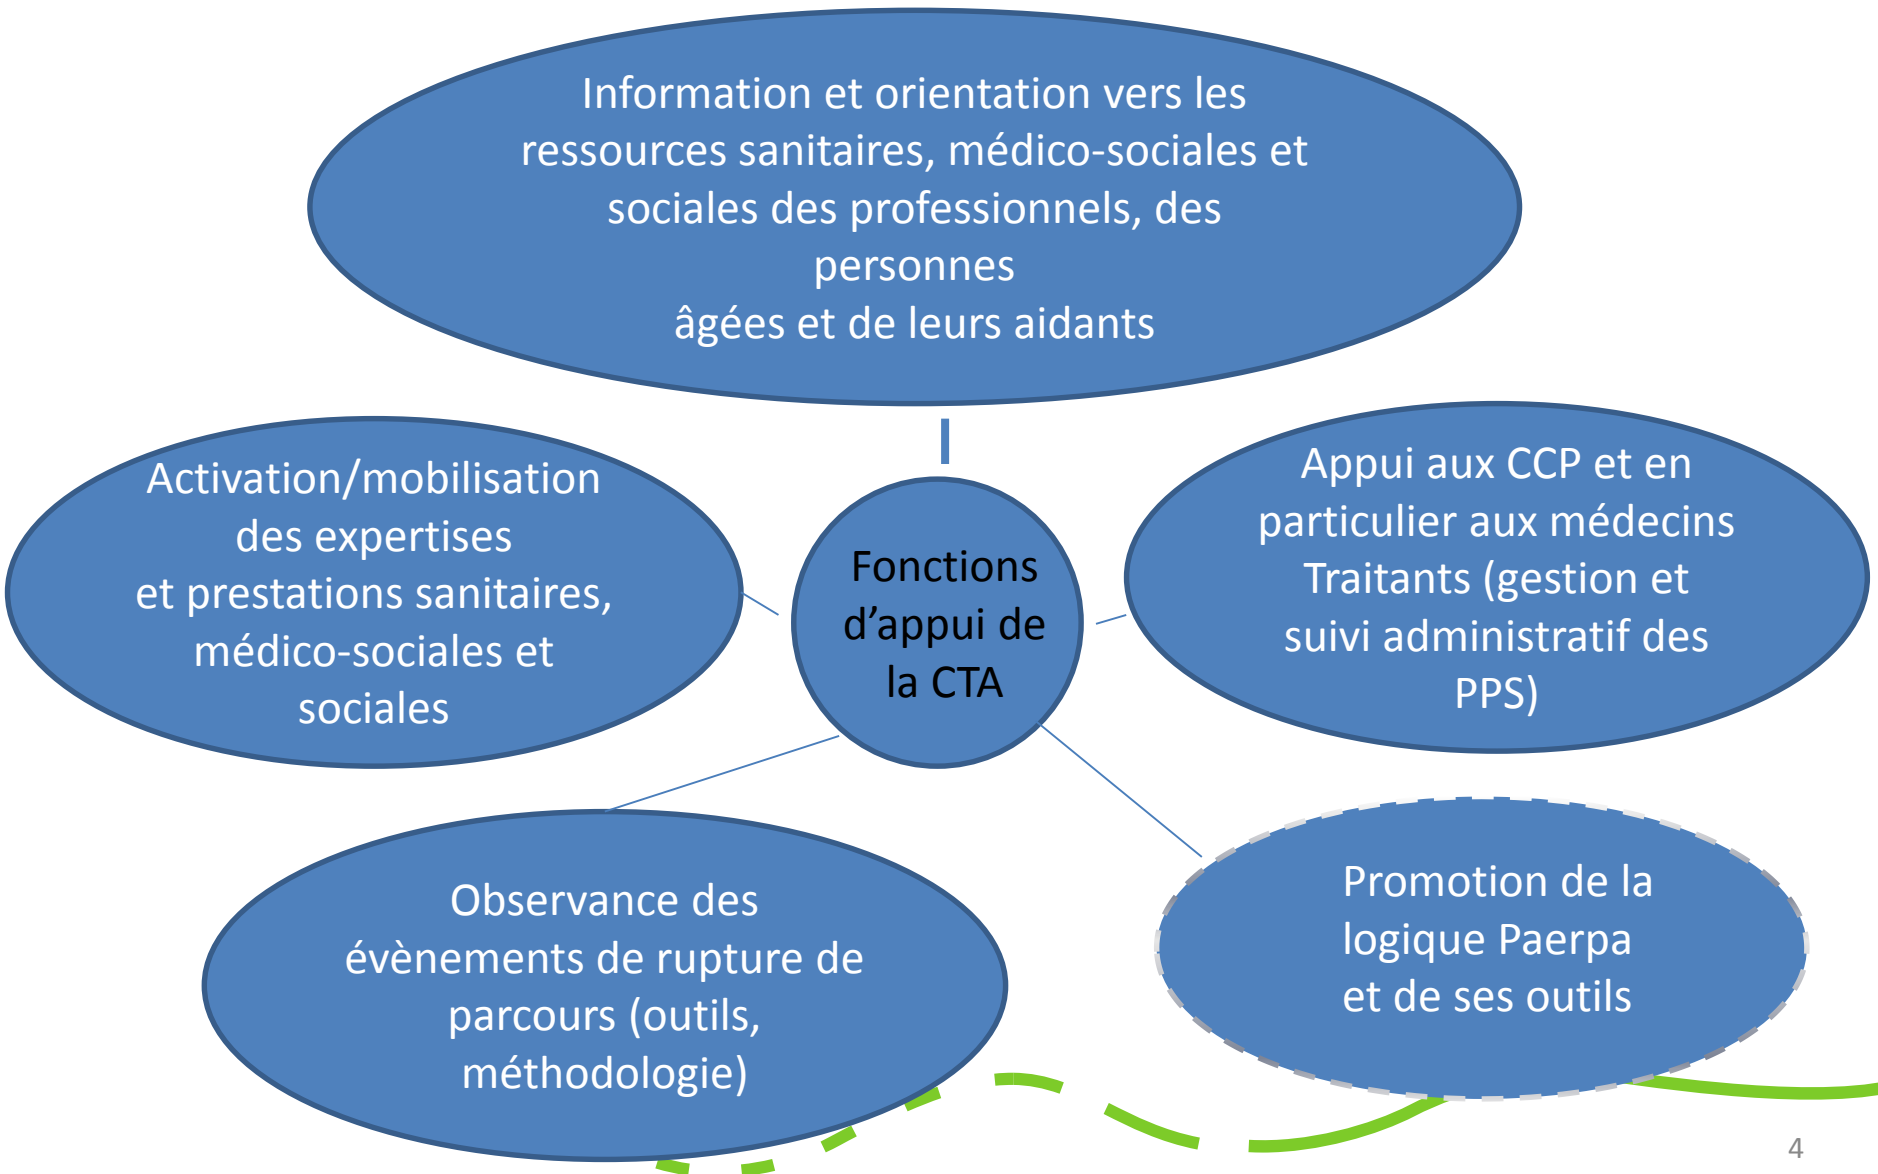 Information et orientation vers les
ressources sanitaires, médico-sociales et
sociales des professionnels, des
personnes
âgées et de leurs aidants
Activation/mobilisation
des expertises
et prestations sanitaires,
médico-sociales et
sociales
Fonctions
d’appui de
la CTA
Appui aux CCP et en
particulier aux médecins
Traitants (gestion et
suivi administratif des
PPS)
Observance des
évènements de rupture de
parcours (outils,
méthodologie)
Promotion de la
logique Paerpa
et de ses outils
4